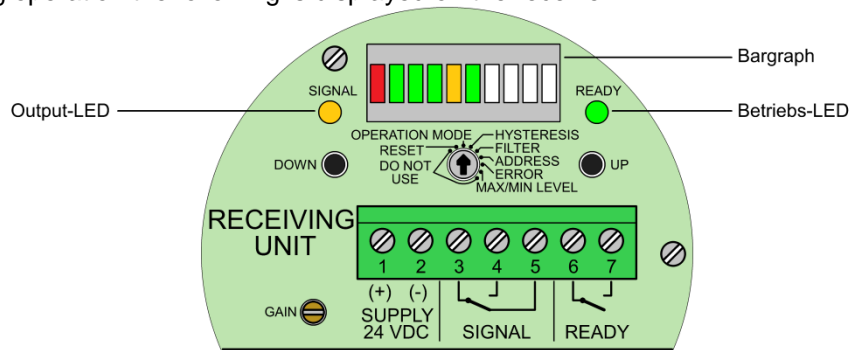 Bargraph
SIGNAL
READY
Output-LED
Betriebs-LED
OPERATION MODE
HYSTERESIS
RESET
FILTER
DOWN
DO NOT
USE
ADDRESS
ERROR
UP
MAX/MIN LEVEL
RECEIVING
UNIT
1 2 3 4 5 6 7
(+) (-)
GAIN
SUPPLY
24 VDC
SIGNAL
READY